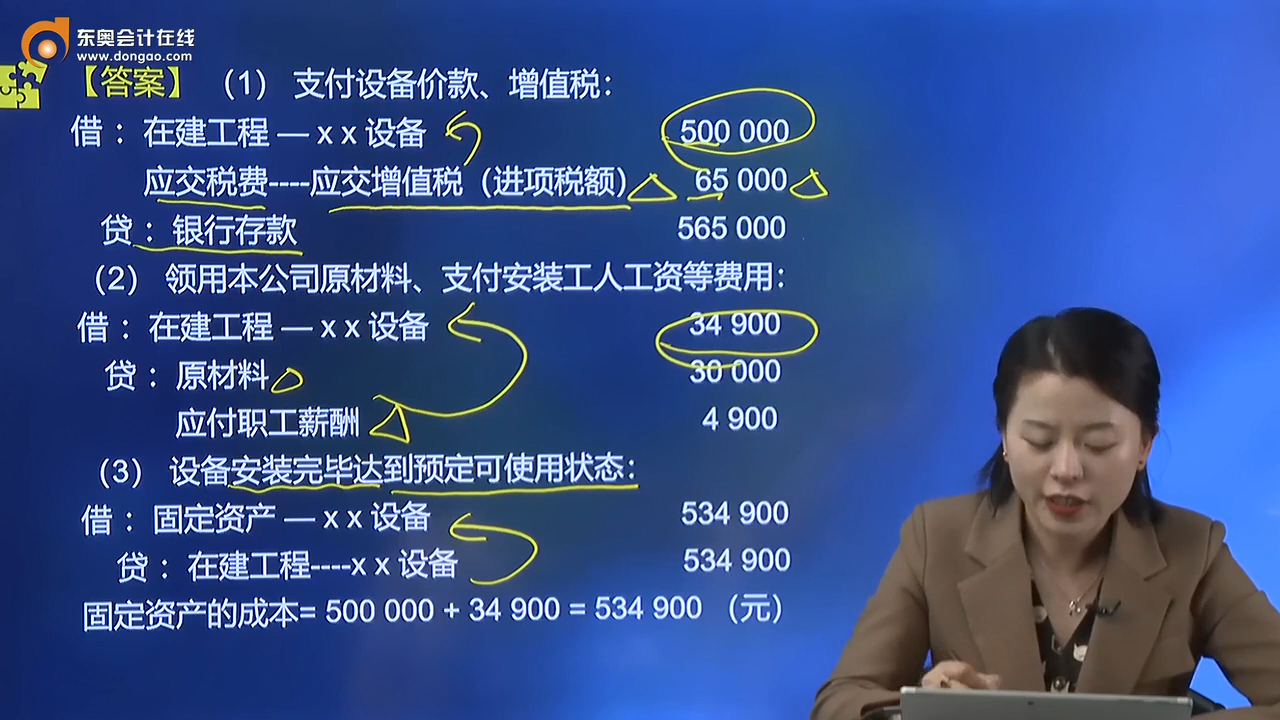 东奥会计在线
www.dongao.com
【答案】（1） 支付设备价款、增值税：
借： 在建工程 — x x 设备 500 000
应交税费----应交增值税（进项税额） 65 000
贷： 银行存款 565 000
（2） 领用本公司原材料、支付安装工人工资等费用：
借： 在建工程 — x x 设备 34 900
贷： 原材料 30 000
应付职工薪酬 4 900
（3） 设备安装完毕达到预定可使用状态：
借： 固定资产 — x x 设备 534 900
贷： 在建工程----x x 设备 534 900
固定资产的成本= 500 000 + 34 900 = 534 900 （元）